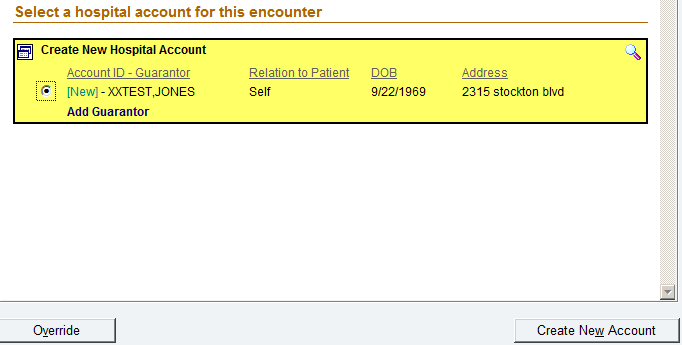 Select a hospital account for this encounter
Create New Hospital Account
Account ID - Guarantor Relation to Patient DOB Address
[New] - XXTEST,JONES Self 9/22/1969 2315 stockton blvd
Add Guarantor
Override Create New Account